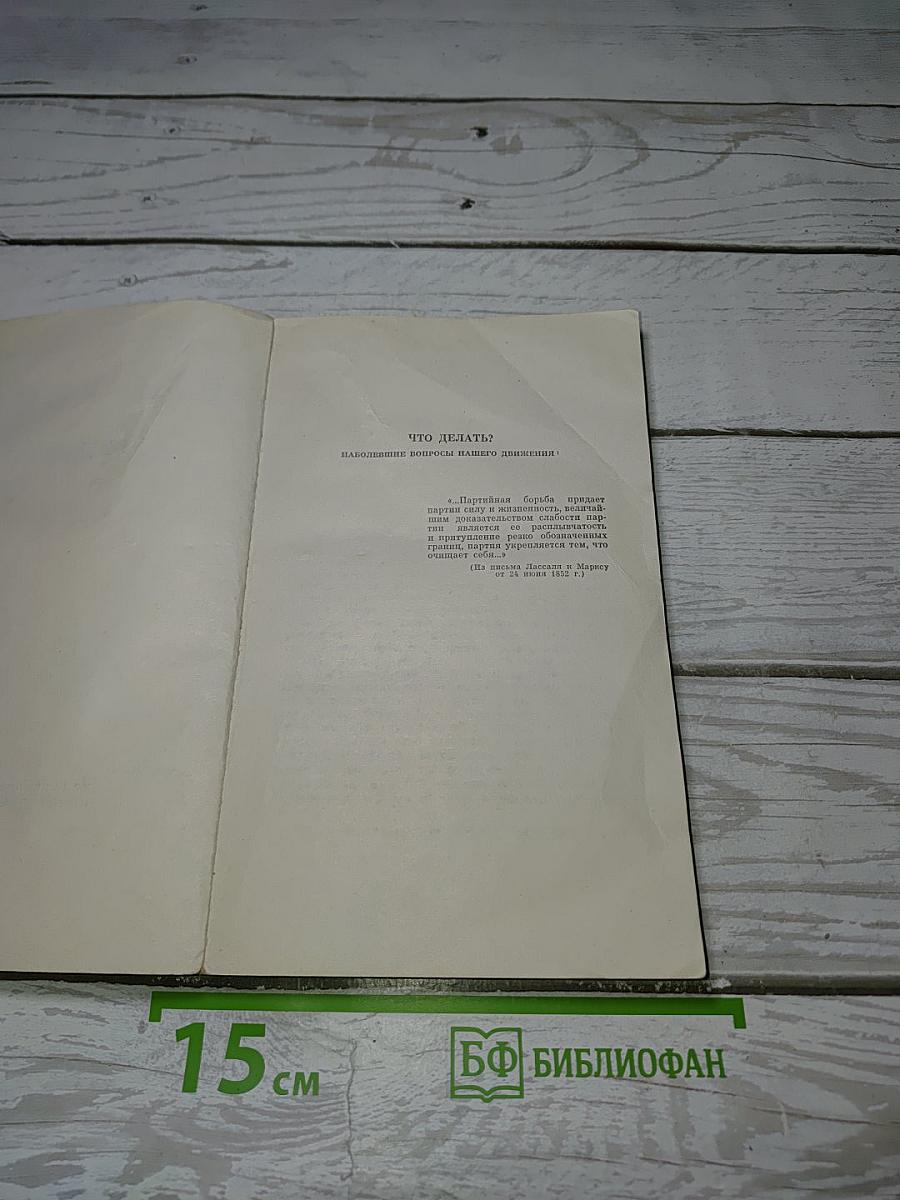 ЧТО ДЕЛАТЬ?
НАБОЛЕВШИЕ ВОПРОСЫ НАШЕГО ДВИЖЕНИЯ ¹
«...Партийная борьба придает
партии силу и жизненность, величай-
шим доказательством слабости пар-
тии является ее расплывчатость
и притупление резко обозначенных
границ, партия укрепляется тем, что
очищает себя...»
(Из письма Лассаля к Марксу
от 24 июня 1852 г.)
15 см
БФ БИБЛИОФАН